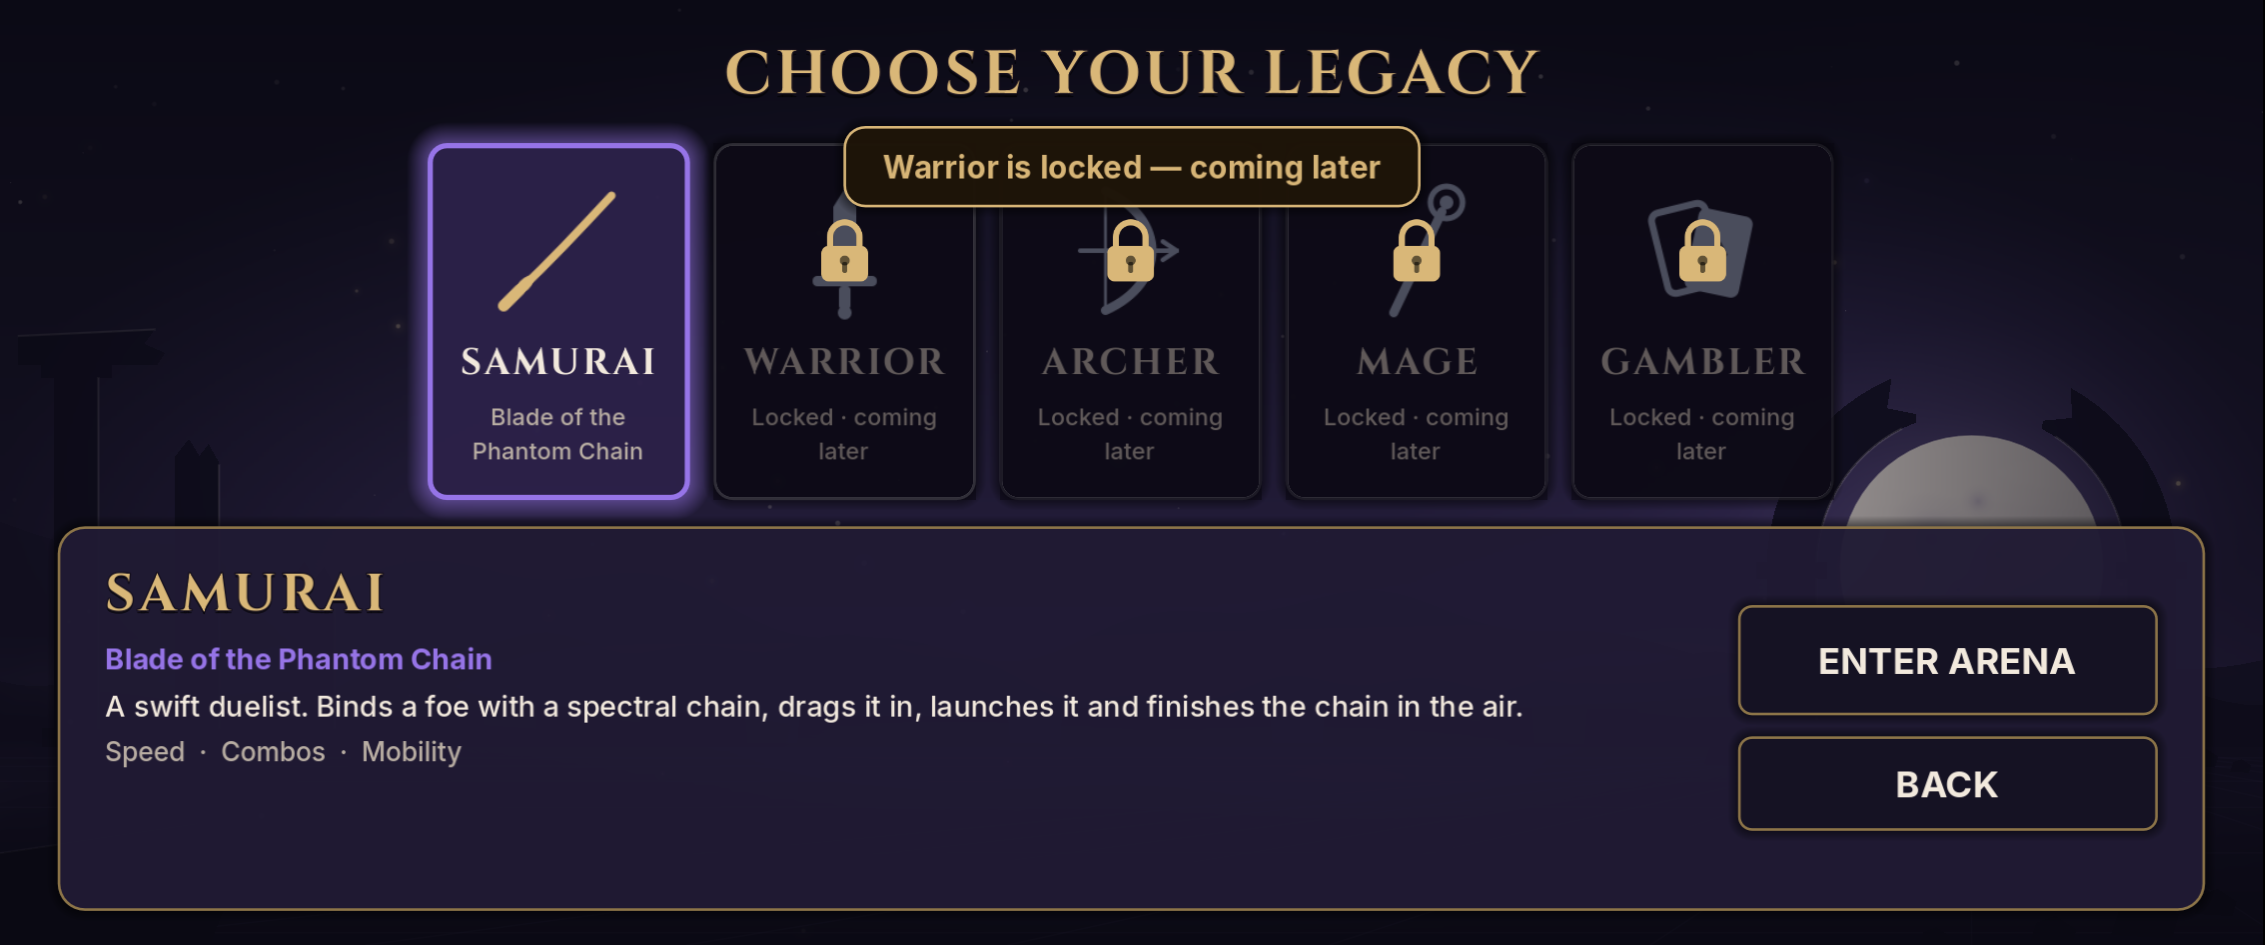 CHOOSE YOUR LEGACY
Warrior is locked — coming later
SAMURAI
Blade of the
Phantom Chain
WARRIOR
Locked · coming
later
ARCHER
Locked · coming
later
MAGE
Locked · coming
later
GAMBLER
Locked · coming
later
SAMURAI
Blade of the Phantom Chain
A swift duelist. Binds a foe with a spectral chain, drags it in, launches it and finishes the chain in the air.
Speed · Combos · Mobility
ENTER ARENA
BACK